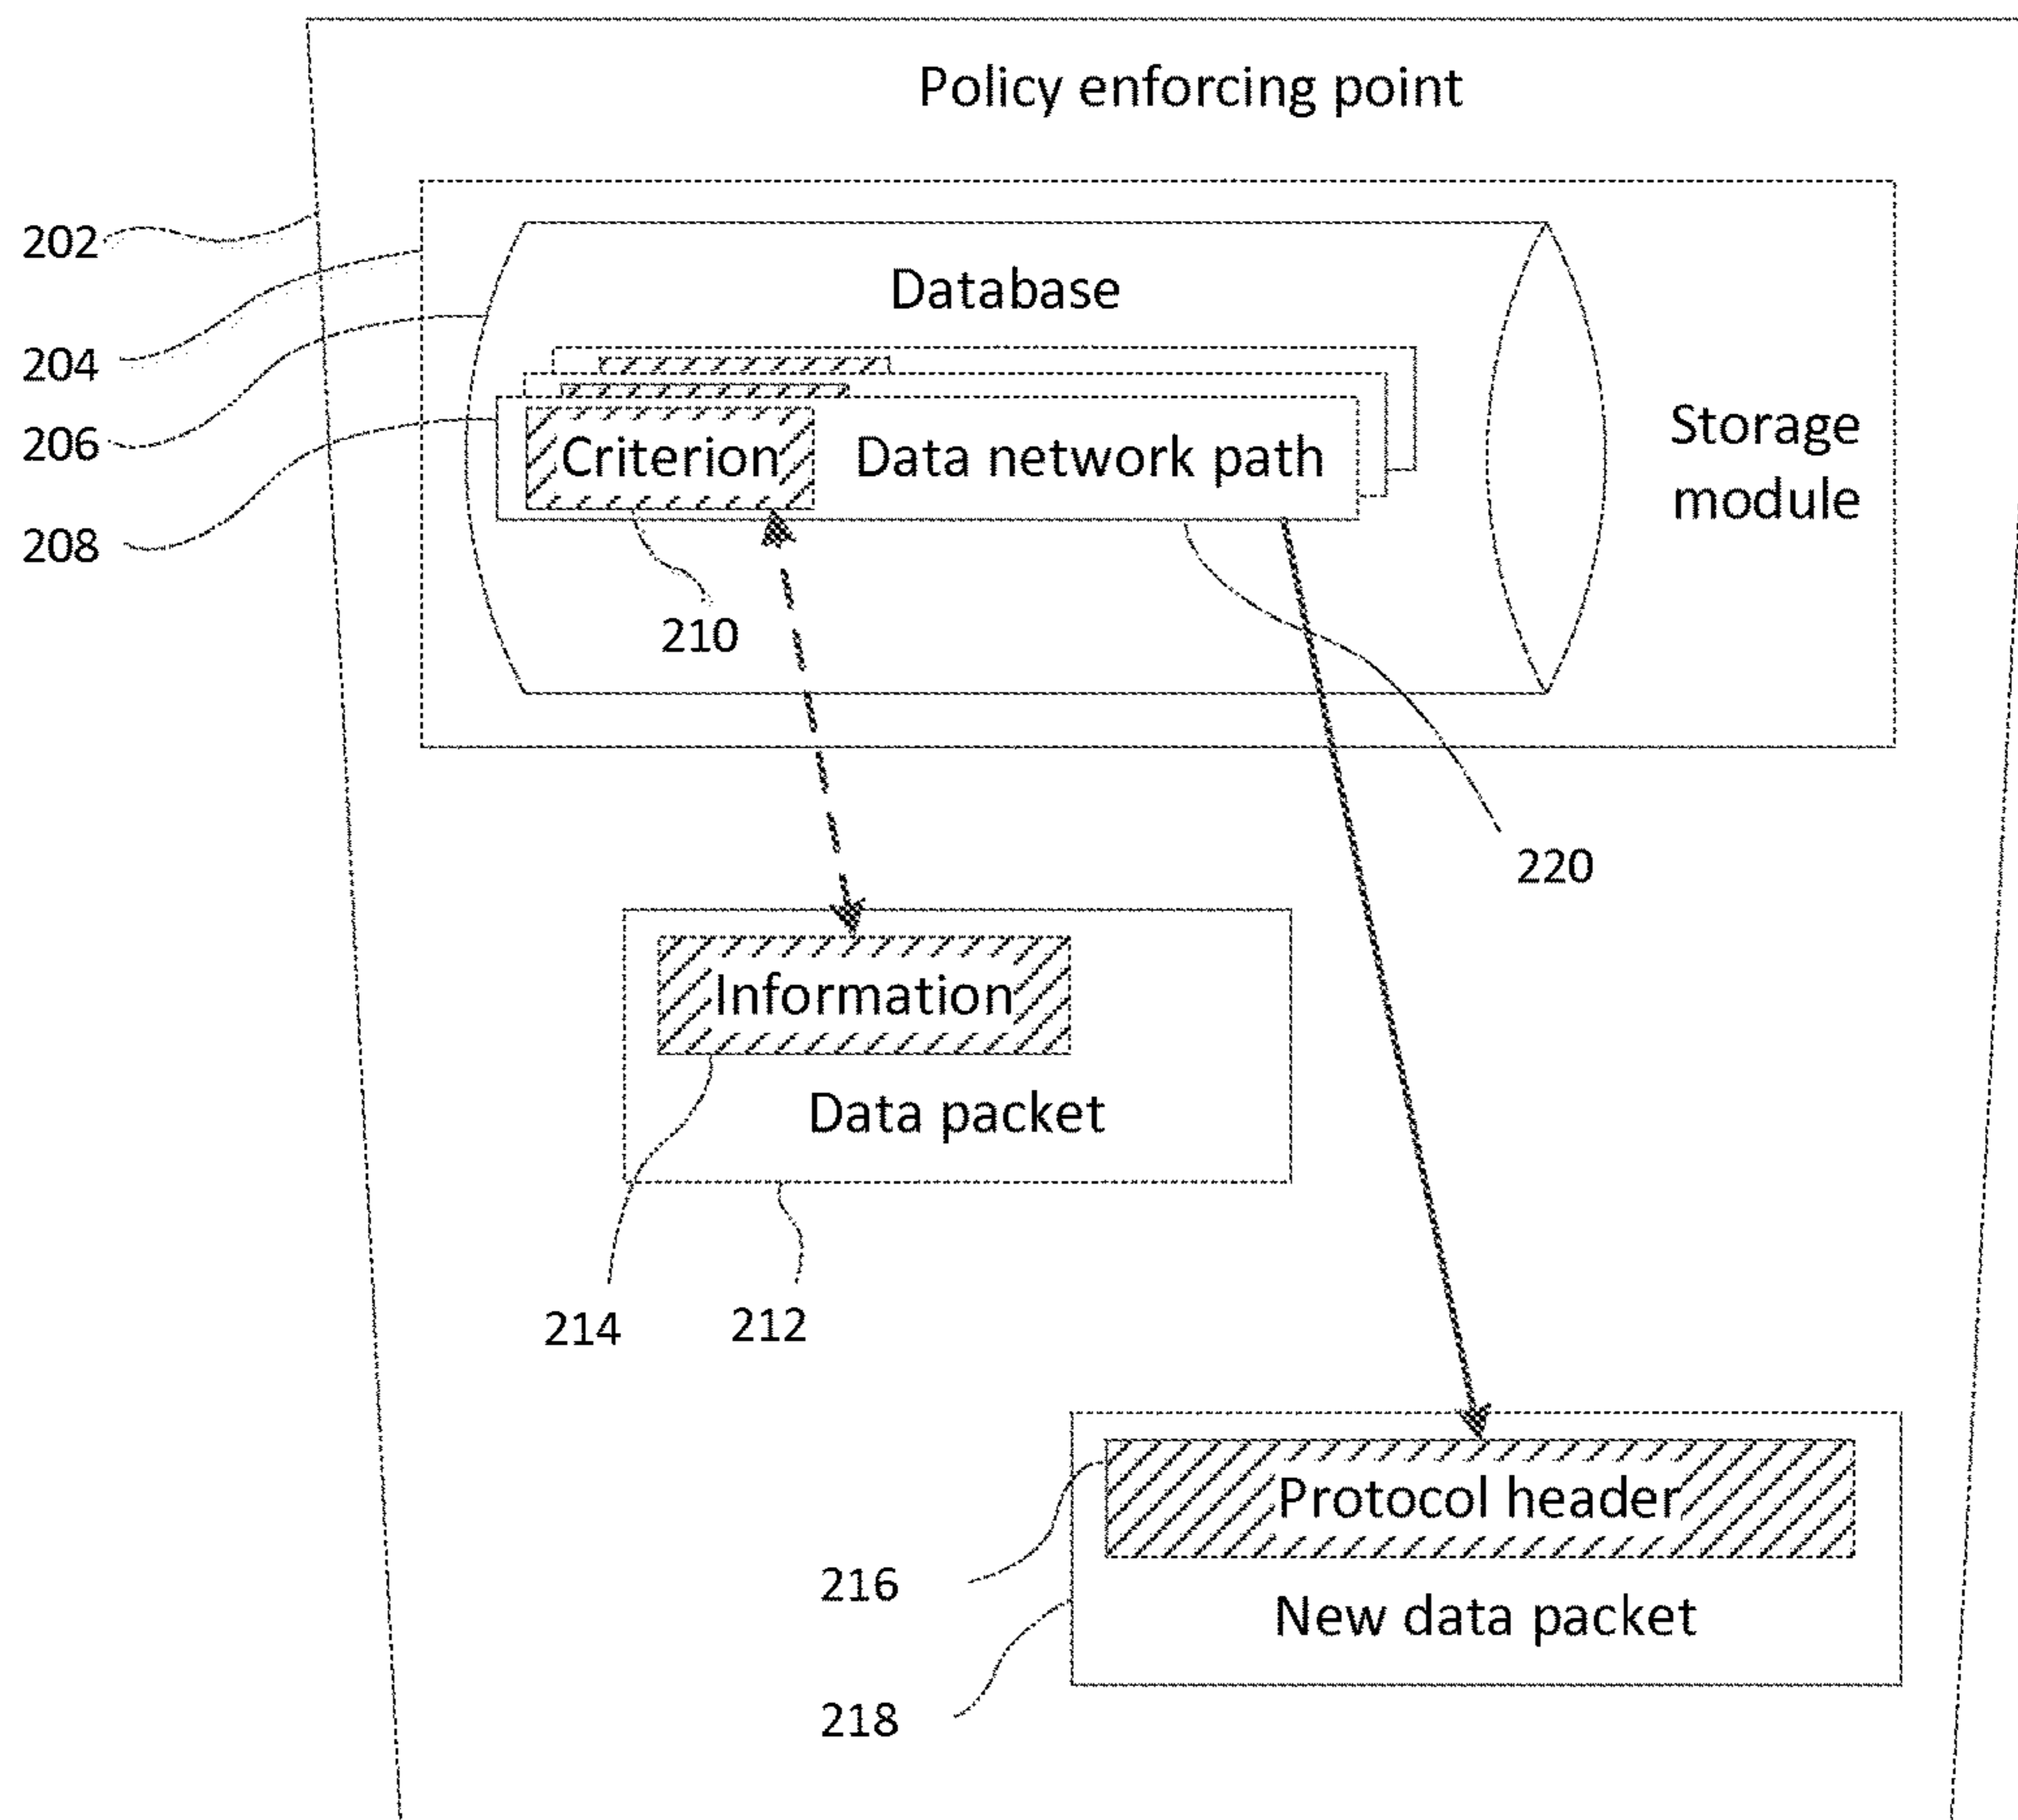 Policy enforcing point
202
Database
204
206
Criterion
Data network path
Storage
module
208
210
220
Information
Data packet
214
212
Protocol header
216
New data packet
218